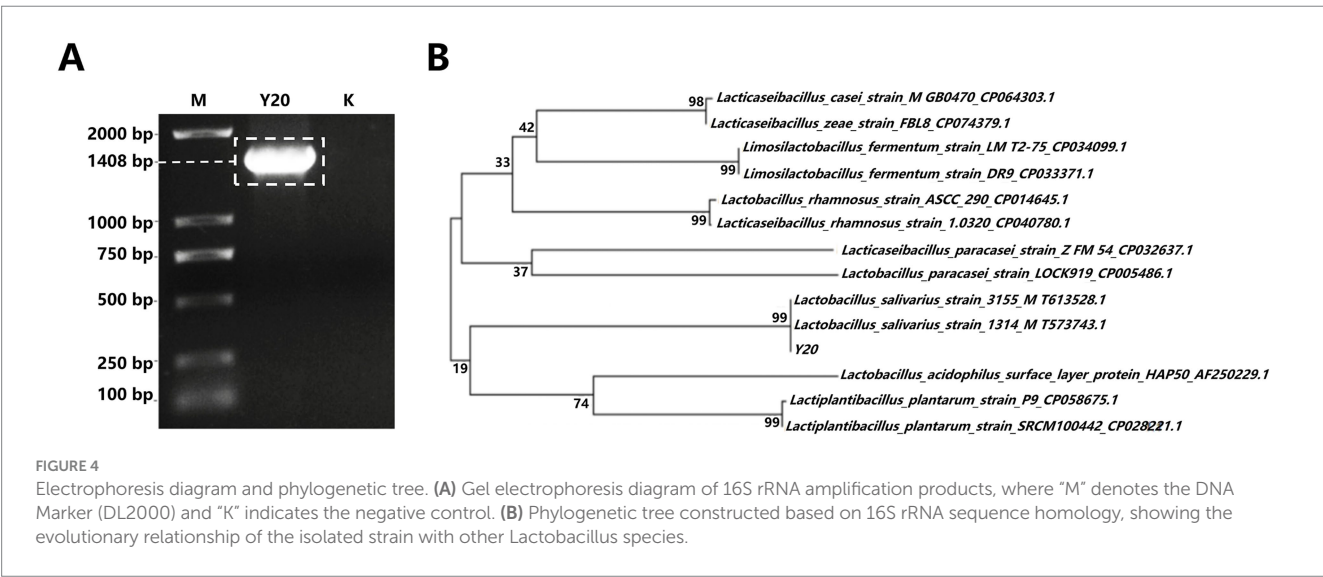 A
B
M Y20 K
2000 bp
1408 bp
1000 bp
750 bp
500 bp
250 bp
100 bp
98
Lacticaseibacillus_casei_strain_M GB0470_CP064303.1
Lacticaseibacillus_zeae_strain_FBL8_CP074379.1
42
Limosilactobacillus_fermentum_strain_LM T2-75_CP034099.1
99
Limosilactobacillus_fermentum_strain_DR9_CP033371.1
33
Lactobacillus_rhamnosus_strain_ASCC_290_CP014645.1
99
Lacticaseibacillus_rhamnosus_strain_1.0320_CP040780.1
Lacticaseibacillus_paracasei_strain_Z FM 54_CP032637.1
37
Lactobacillus_paracasei_strain_LOCK919_CP005486.1
Lactobacillus_salivarius_strain_3155_M T613528.1
99
Lactobacillus_salivarius_strain_1314_M T573743.1
Y20
19
Lactobacillus_acidophilus_surface_layer_protein_HAP50_AF250229.1
74
Lactiplantibacillus_plantarum_strain_P9_CP058675.1
99
Lactiplantibacillus_plantarum_strain_SRCM100442_CP028221.1
FIGURE 4
Electrophoresis diagram and phylogenetic tree. (A) Gel electrophoresis diagram of 16S rRNA amplification products, where "M" denotes the DNA
Marker (DL2000) and "K" indicates the negative control. (B) Phylogenetic tree constructed based on 16S rRNA sequence homology, showing the
evolutionary relationship of the isolated strain with other Lactobacillus species.